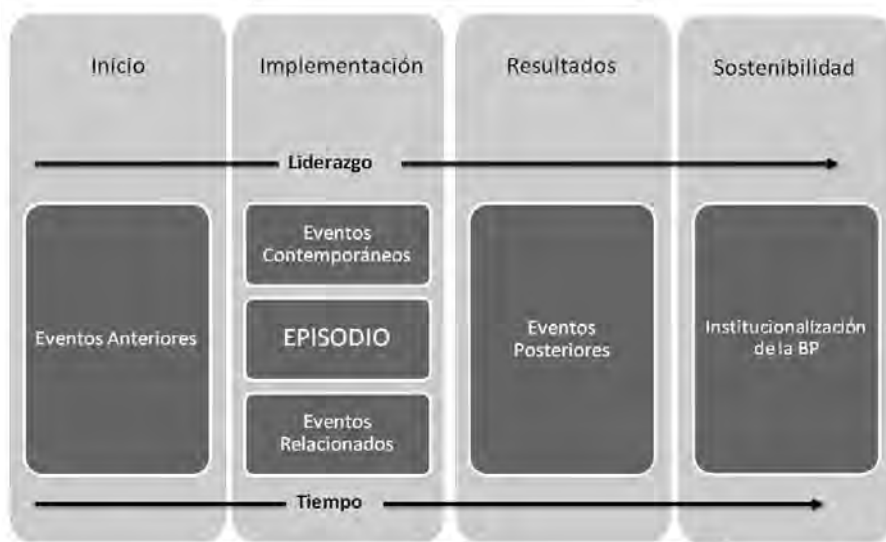 Inicio
Implementación
Resultados
Sostenibilidad
Liderazgo
Eventos Anteriores
Eventos
Contemporáneos
EPISODIO
Eventos
Relacionados
Eventos
Posteriores
Institucionalización
de la BP
Tiempo